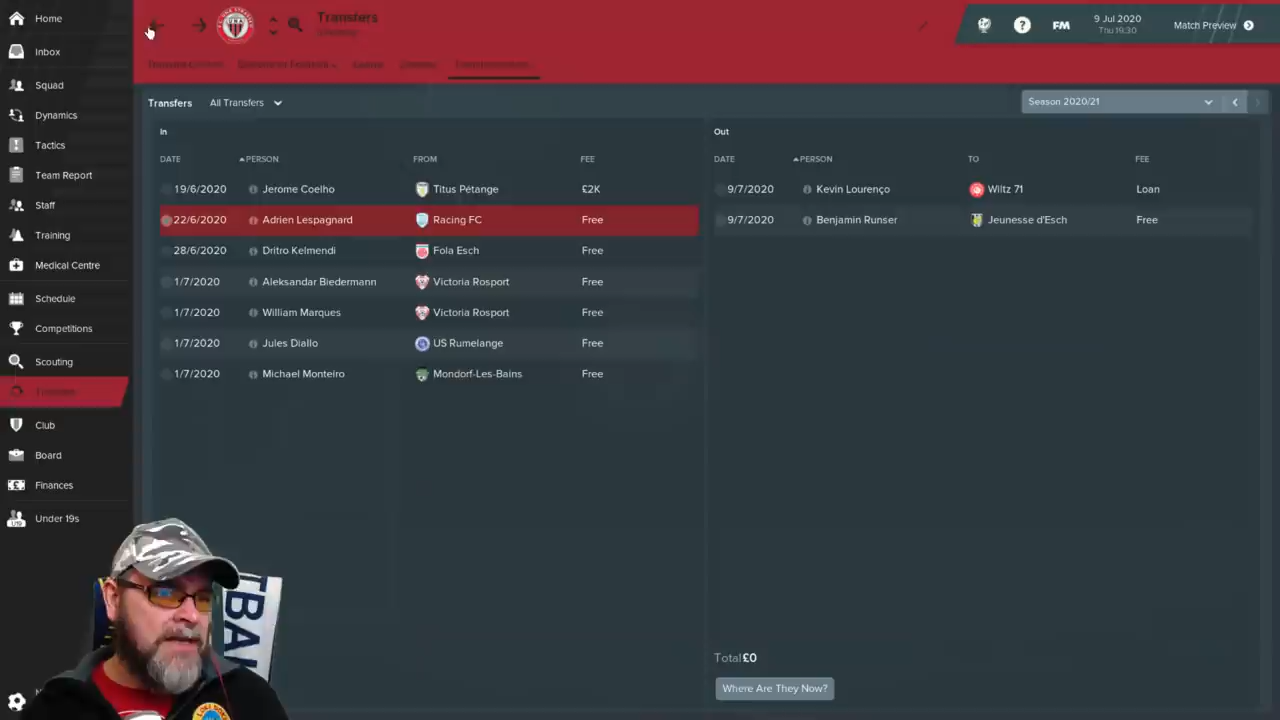 Home
Inbox
Squad
Dynamics
Tactics
Team Report
Staff
Training
Medical Centre
Schedule
Competitions
Scouting
Transfers
Club
Board
Finances
Under 19s
Transfers
9 Jul 2020
Thu 19:30
FM
Match Preview
Transfers All Transfers
Season 2020/21
In
DATE PERSON FROM FEE
19/6/2020 Jerome Coelho Titus Pétange £2K
22/6/2020 Adrien Lespagnard Racing FC Free
28/6/2020 Dritro Kelmendi Fola Esch Free
1/7/2020 Aleksandar Biedermann Victoria Rosport Free
1/7/2020 William Marques Victoria Rosport Free
1/7/2020 Jules Diallo US Rumelange Free
1/7/2020 Michael Monteiro Mondorf-Les-Bains Free
Out
DATE PERSON TO FEE
9/7/2020 Kevin Lourenço Wiltz 71 Loan
9/7/2020 Benjamin Runser Jeunesse d'Esch Free
Total £0
Where Are They Now?